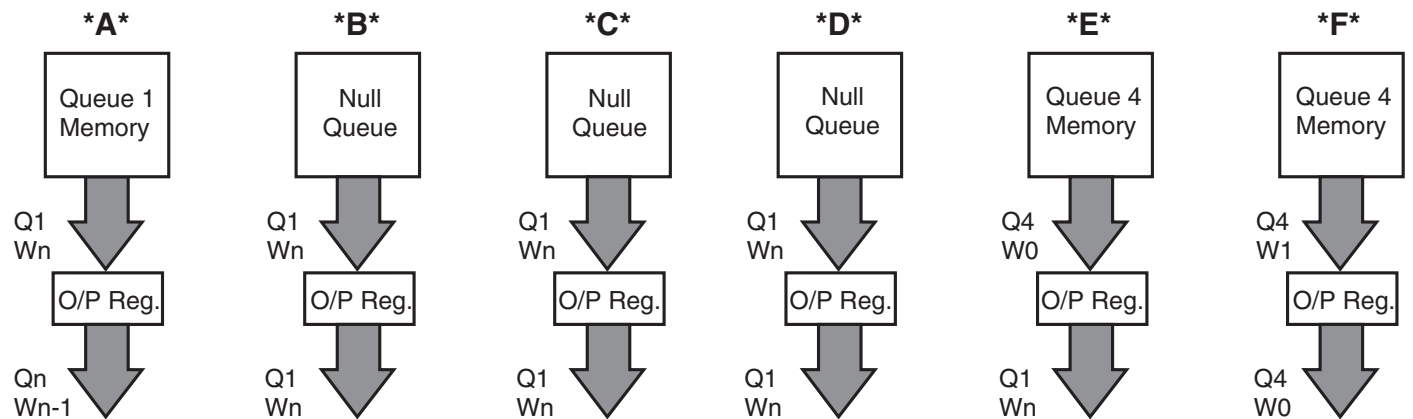 *A*
*B*
*C*
*D*
*E*
*F*
Queue 1
Memory
Null
Queue
Null
Queue
Null
Queue
Queue 4
Memory
Queue 4
Memory
Q1
Wn
Q1
Wn
Q1
Wn
Q1
Wn
Q4
W0
Q4
W1
O/P Reg.
O/P Reg.
O/P Reg.
O/P Reg.
O/P Reg.
O/P Reg.
Qn
Wn-1
Q1
Wn
Q1
Wn
Q1
Wn
Q1
Wn
Q4
W0